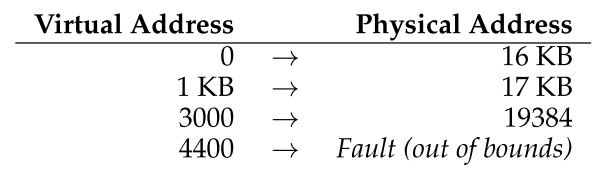 Virtual Address Physical Address
0 → 16 KB
1 KB → 17 KB
3000 → 19384
4400 → Fault (out of bounds)